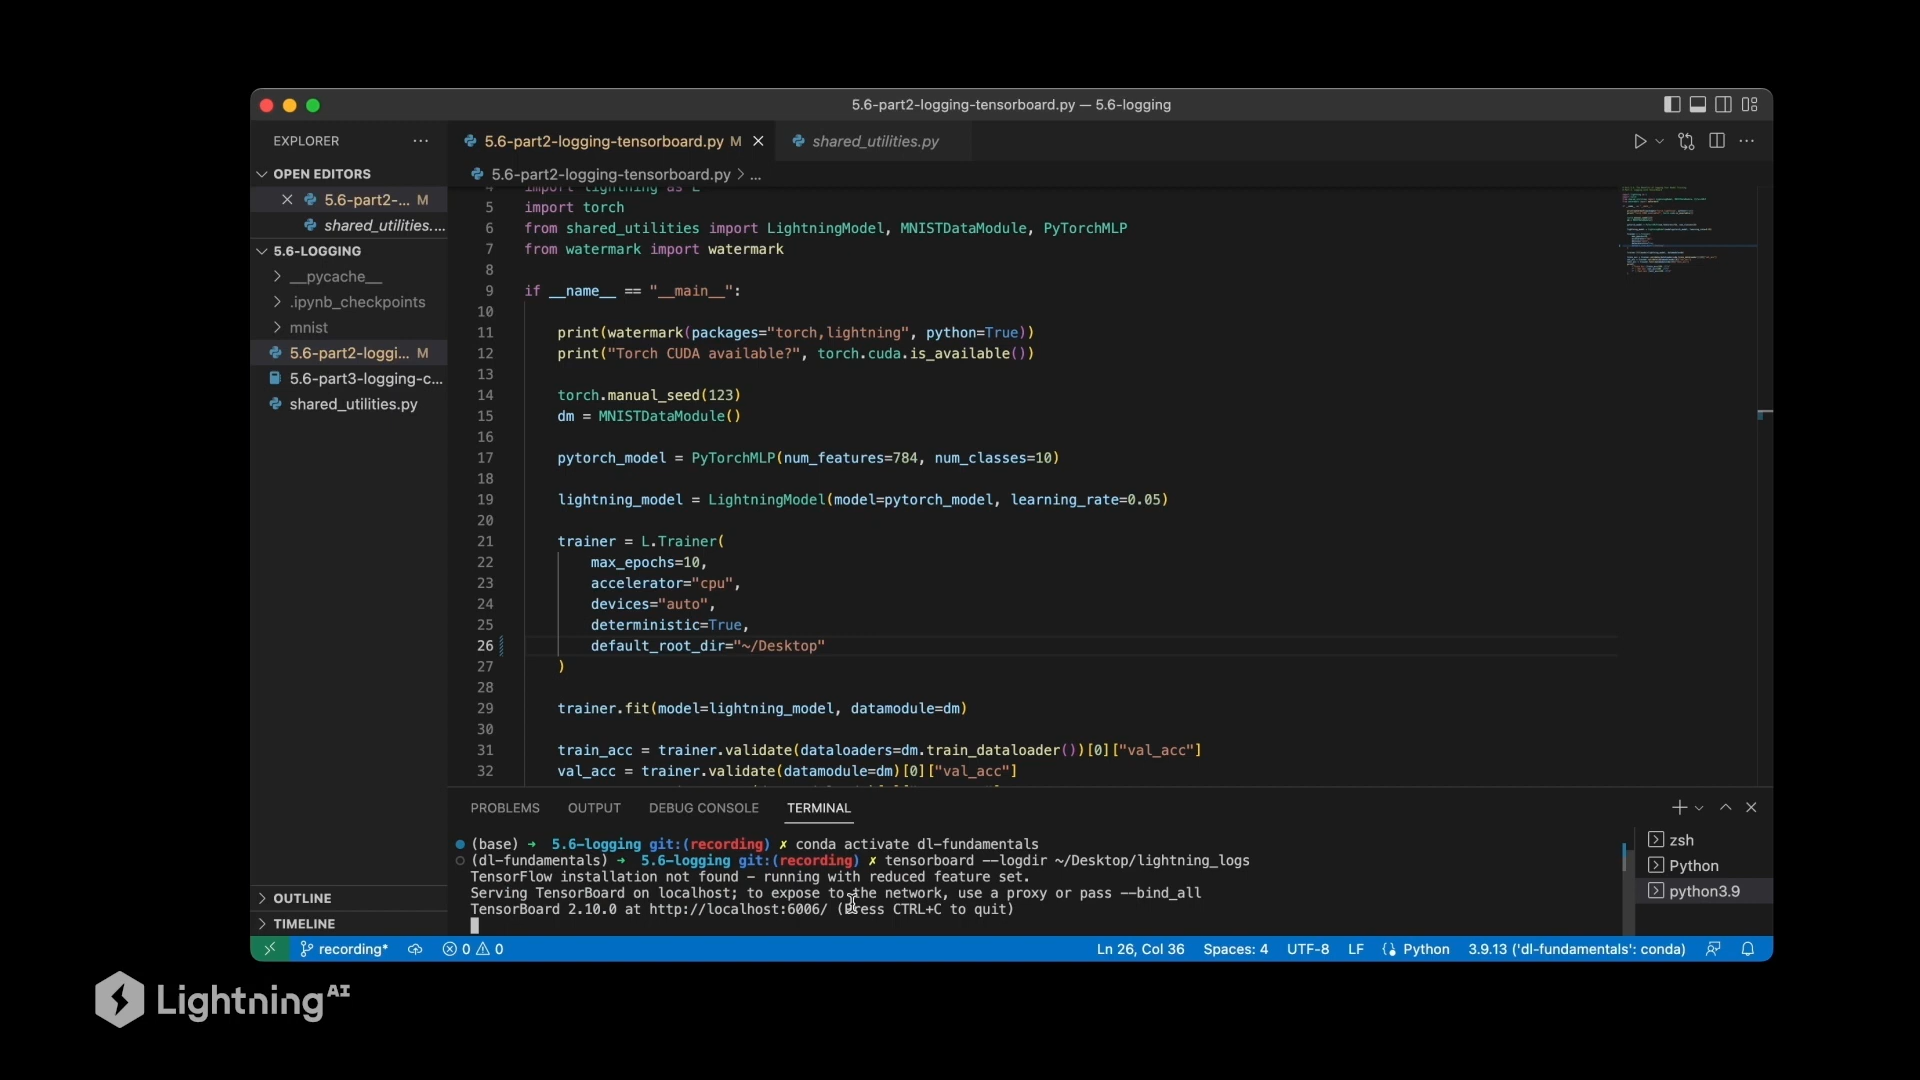 5.6-part2-logging-tensorboard.py — 5.6-logging
EXPLORER
5.6-part2-logging-tensorboard.py M
shared_utilities.py
OPEN EDITORS
5.6-part2-logging-tensorboard.py > ...
5.6-part2-... M
shared_utilities....
5.6-LOGGING
__pycache__
.ipynb_checkpoints
mnist
5.6-part2-loggi... M
5.6-part3-logging-c...
shared_utilities.py
OUTLINE
TIMELINE
4 import lightning as L
5 import torch
6 from shared_utilities import LightningModel, MNISTDataModule, PyTorchMLP
7 from watermark import watermark
8
9 if __name__ == "__main__":
10
11 print(watermark(packages="torch,lightning", python=True))
12 print("Torch CUDA available?", torch.cuda.is_available())
13
14 torch.manual_seed(123)
15 dm = MNISTDataModule()
16
17 pytorch_model = PyTorchMLP(num_features=784, num_classes=10)
18
19 lightning_model = LightningModel(model=pytorch_model, learning_rate=0.05)
20
21 trainer = L.Trainer(
22 max_epochs=10,
23 accelerator="cpu",
24 devices="auto",
25 deterministic=True,
26 default_root_dir="~/Desktop"
27 )
28
29 trainer.fit(model=lightning_model, datamodule=dm)
30
31 train_acc = trainer.validate(dataloaders=dm.train_dataloader())[0]["val_acc"]
32 val_acc = trainer.validate(datamodule=dm)[0]["val_acc"]
PROBLEMS OUTPUT DEBUG CONSOLE TERMINAL
(base) ➜ 5.6-logging git:(recording) ✗ conda activate dl-fundamentals
(dl-fundamentals) ➜ 5.6-logging git:(recording) ✗ tensorboard --logdir ~/Desktop/lightning_logs
TensorFlow installation not found - running with reduced feature set.
Serving TensorBoard on localhost; to expose to the network, use a proxy or pass --bind_all
TensorBoard 2.10.0 at http://localhost:6006/ (Press CTRL+C to quit)
zsh
Python
python3.9
recording* 0 0 Ln 26, Col 36 Spaces: 4 UTF-8 LF Python 3.9.13 ('dl-fundamentals': conda)
Lightning AI